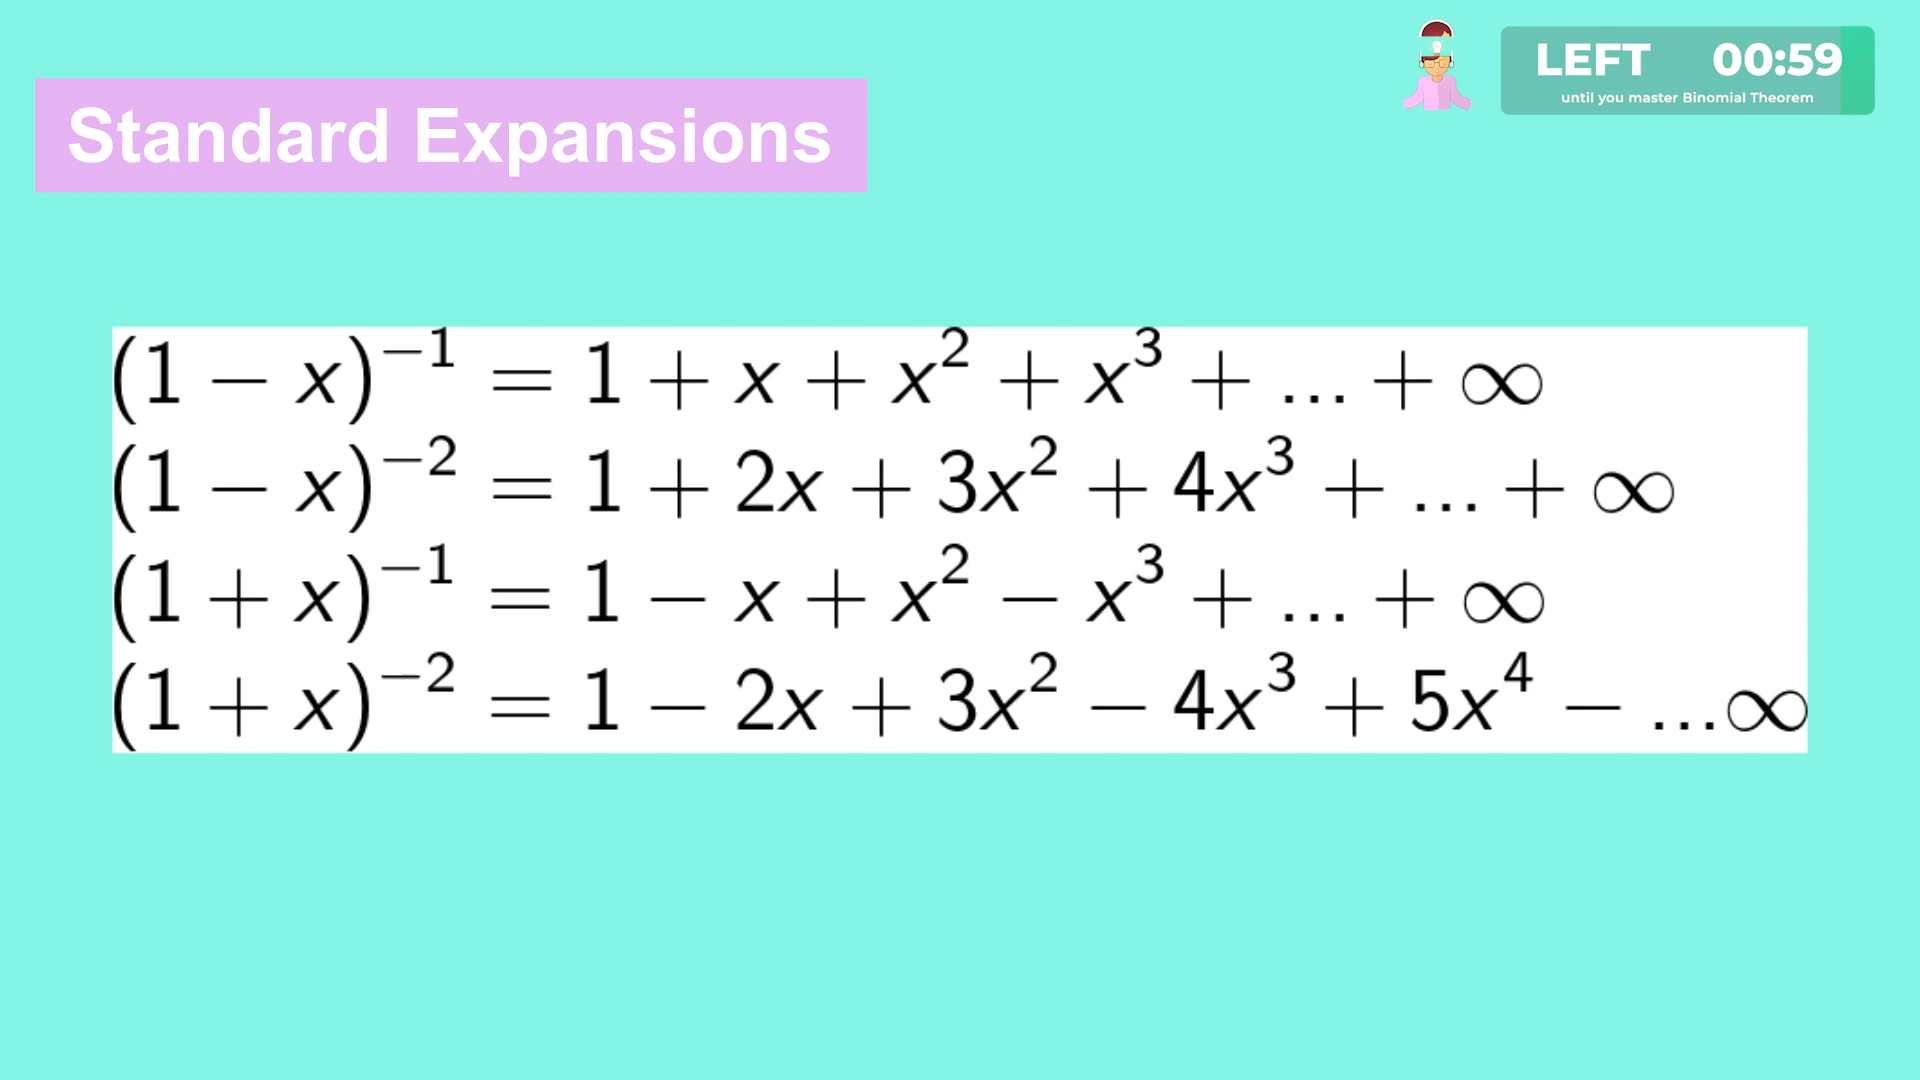 LEFT 00:59
until you master Binomial Theorem
Standard Expansions
(1 − x)⁻¹ = 1 + x + x² + x³ + ... + ∞
(1 − x)⁻² = 1 + 2x + 3x² + 4x³ + ... + ∞
(1 + x)⁻¹ = 1 − x + x² − x³ + ... + ∞
(1 + x)⁻² = 1 − 2x + 3x² − 4x³ + 5x⁴ − ...∞